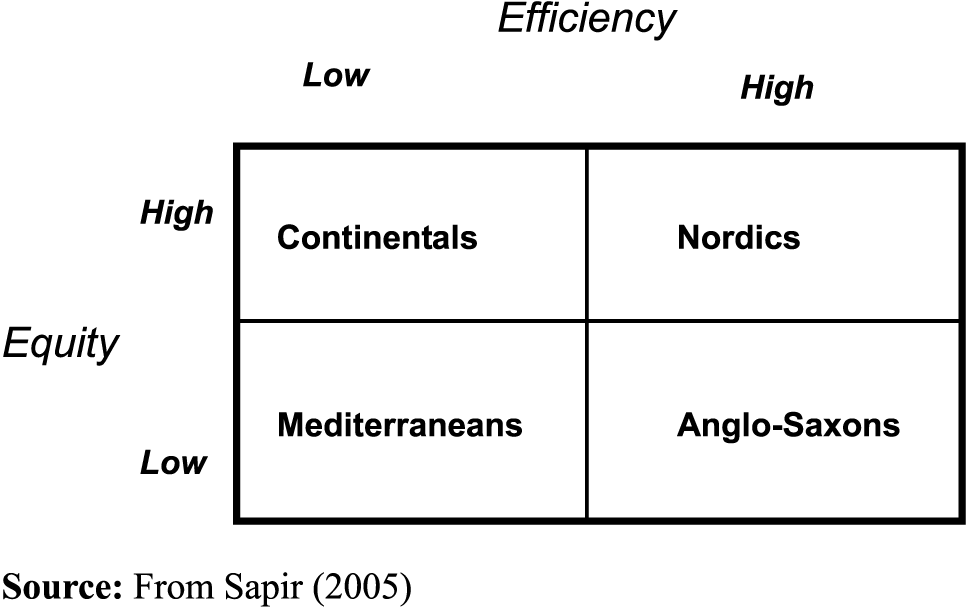 Efficiency
Low High
High
Continentals Nordics
Equity
Mediterraneans Anglo-Saxons
Low
Source: From Sapir (2005)